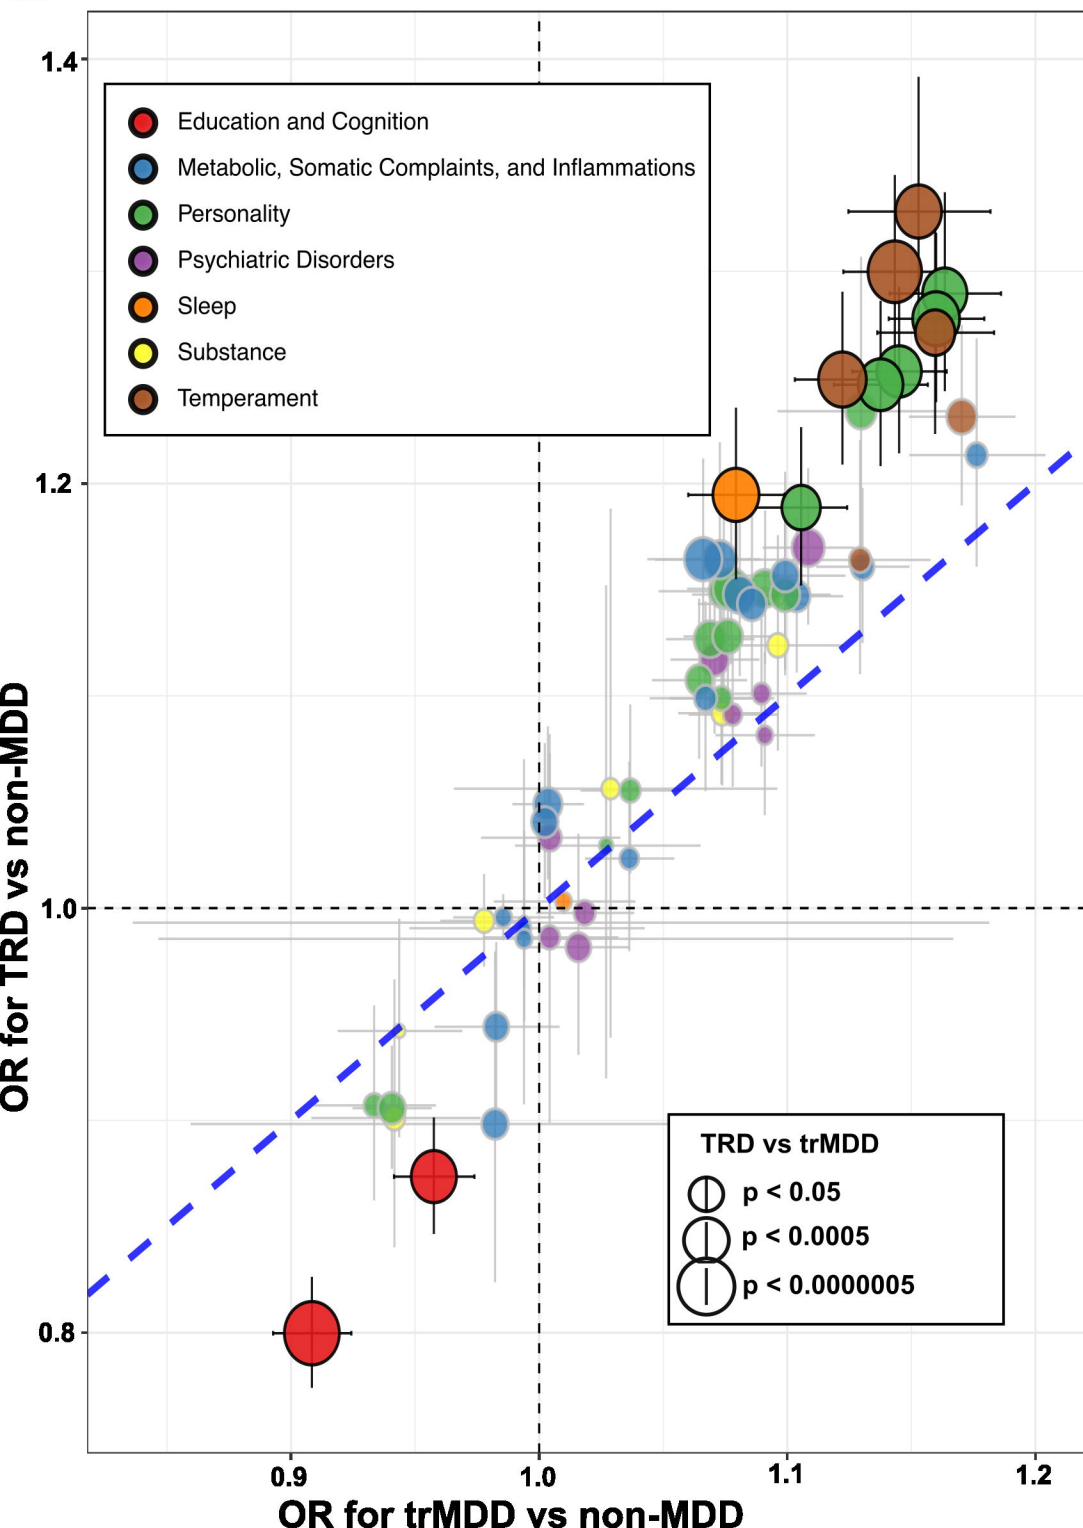 1.4
1.2
1.0
0.8
OR for TRD vs non-MDD
Education and Cognition
Metabolic, Somatic Complaints, and Inflammations
Personality
Psychiatric Disorders
Sleep
Substance
Temperament
TRD vs trMDD
p < 0.05
p < 0.0005
p < 0.0000005
0.9
1.0
1.1
1.2
OR for trMDD vs non-MDD